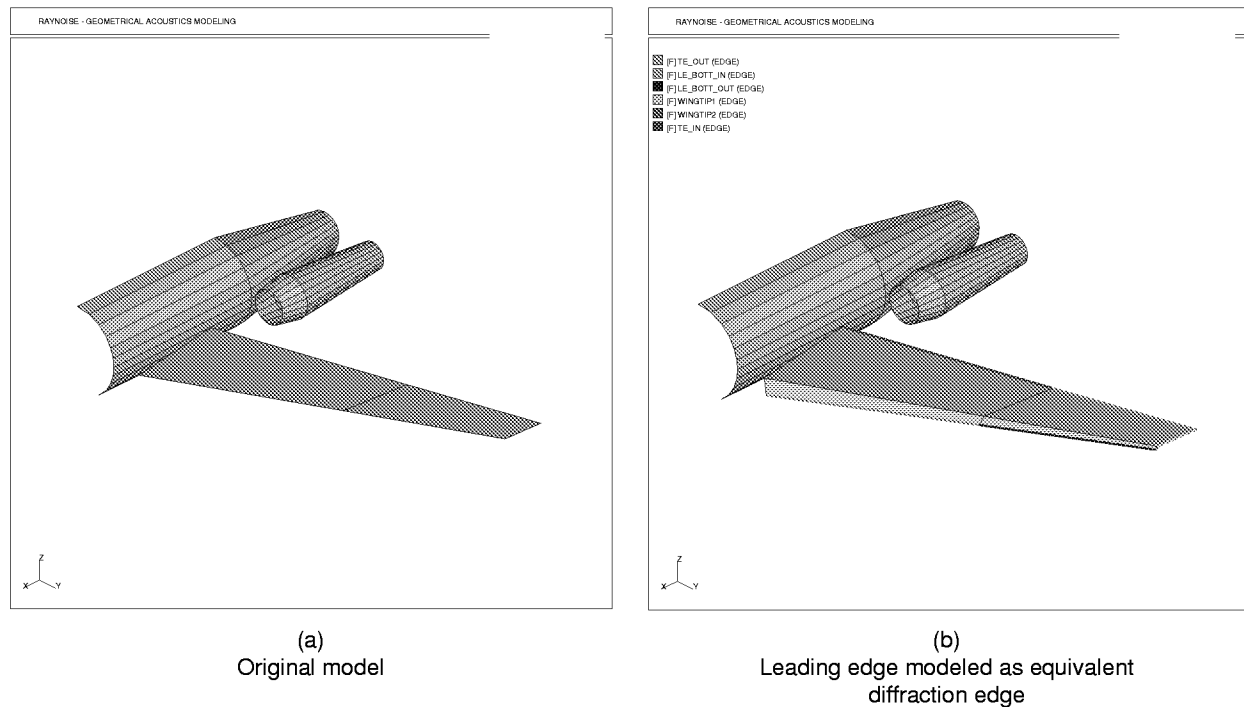 RAYNOISE - GEOMETRICAL ACOUSTICS MODELING
Z
X
Y
(a)
Original model
RAYNOISE - GEOMETRICAL ACOUSTICS MODELING
[F]TE_OUT (EDGE)
[F]LE_BOTT_IN (EDGE)
[F]LE_BOTT_OUT (EDGE)
[F]WINGTIP1 (EDGE)
[F]WINGTIP2 (EDGE)
[F]TE_IN (EDGE)
Z
X
Y
(b)
Leading edge modeled as equivalent
diffraction edge